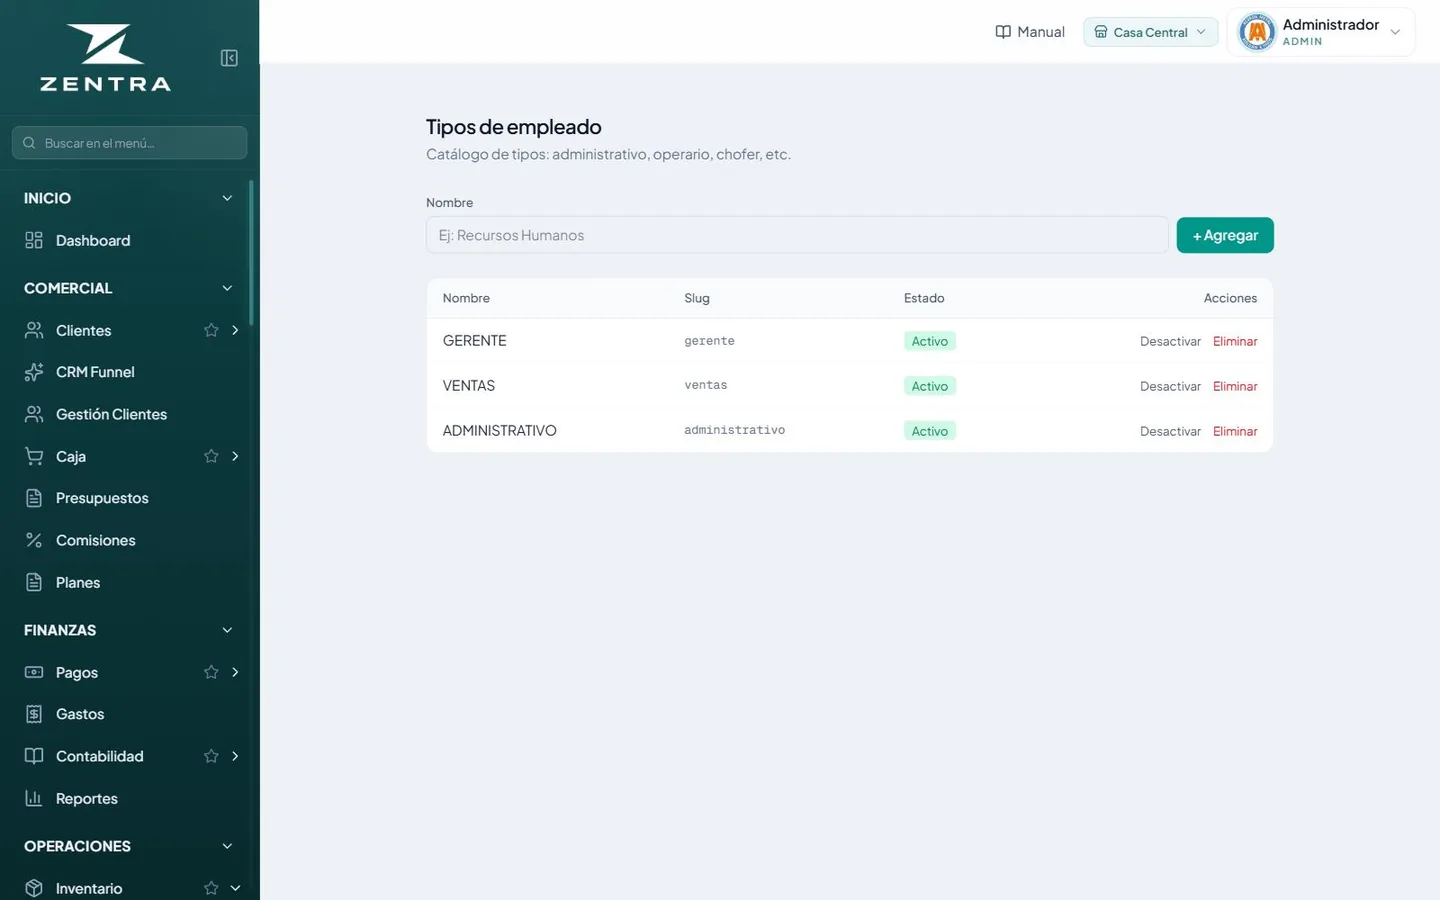 ZENTRA
Manual
Casa Central
Administrador
ADMIN
Buscar en el menú...
INICIO
Dashboard
COMERCIAL
Clientes
CRM Funnel
Gestión Clientes
Caja
Presupuestos
Comisiones
Planes
FINANZAS
Pagos
Gastos
Contabilidad
Reportes
OPERACIONES
Inventario
Tipos de empleado
Catálogo de tipos: administrativo, operario, chofer, etc.
Nombre
Ej: Recursos Humanos
+ Agregar
Nombre Slug Estado Acciones
GERENTE gerente Activo Desactivar Eliminar
VENTAS ventas Activo Desactivar Eliminar
ADMINISTRATIVO administrativo Activo Desactivar Eliminar